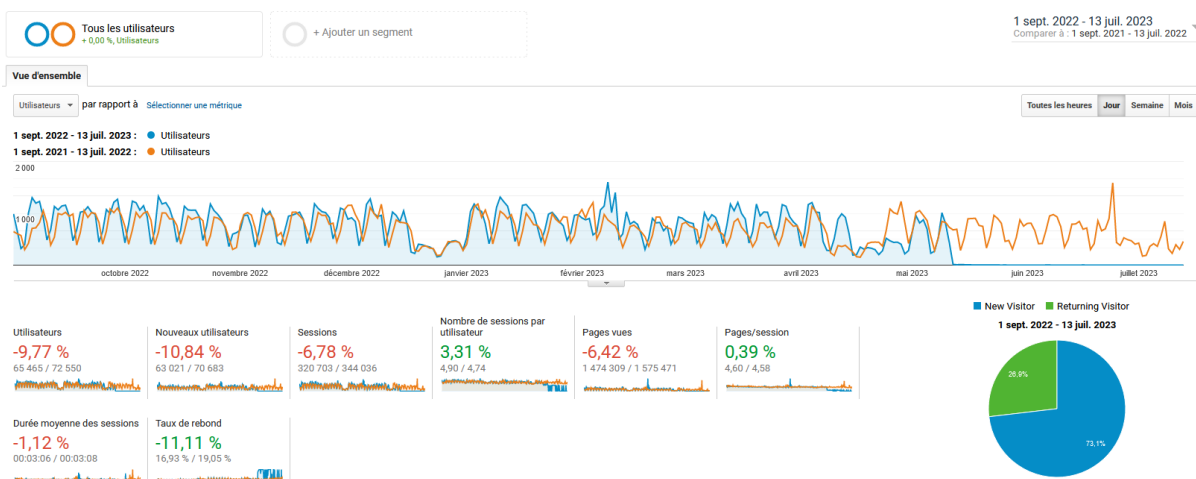 Tous les utilisateurs
+ 0,00 %, Utilisateurs
+ Ajouter un segment
1 sept. 2022 - 13 juil. 2023
Comparer à : 1 sept. 2021 - 13 juil. 2022
Vue d'ensemble
Utilisateurs par rapport à Sélectionner une métrique
Toutes les heures Jour Semaine Mois
1 sept. 2022 - 13 juil. 2023 : Utilisateurs
1 sept. 2021 - 13 juil. 2022 : Utilisateurs
2 000
1 000
octobre 2022 novembre 2022 décembre 2022 janvier 2023 février 2023 mars 2023 avril 2023 mai 2023 juin 2023 juillet 2023
Utilisateurs
-9,77 %
65 465 / 72 550
Nouveaux utilisateurs
-10,84 %
63 021 / 70 683
Sessions
-6,78 %
320 703 / 344 036
Nombre de sessions par
utilisateur
3,31 %
4,90 / 4,74
Pages vues
-6,42 %
1 474 309 / 1 575 471
Pages/session
0,39 %
4,60 / 4,58
New Visitor Returning Visitor
1 sept. 2022 - 13 juil. 2023
26,9%
73,1%
Durée moyenne des sessions
-1,12 %
00:03:06 / 00:03:08
Taux de rebond
-11,11 %
16,93 % / 19,05 %